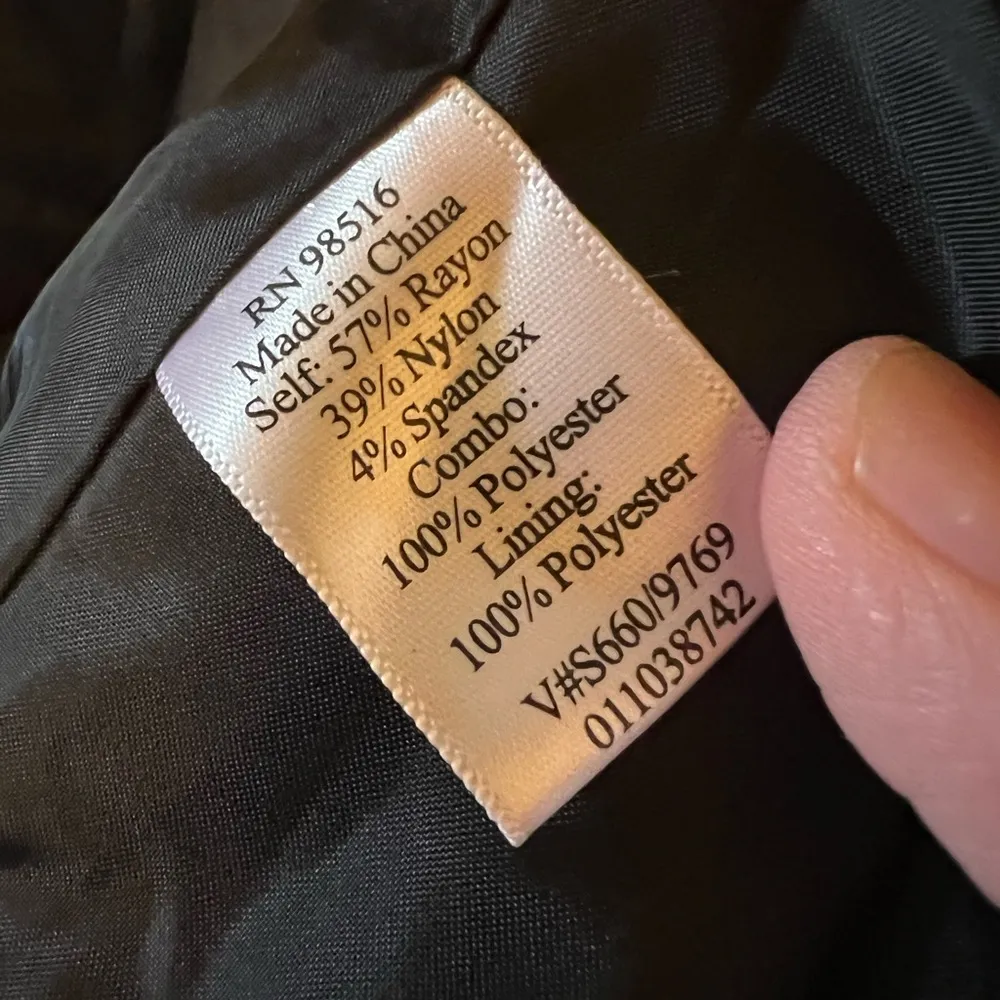 RN 98516
Made in China
Self: 57% Rayon
39% Nylon
4% Spandex
Combo:
100% Polyester
Lining:
100% Polyester
V#S660/9769
011038742